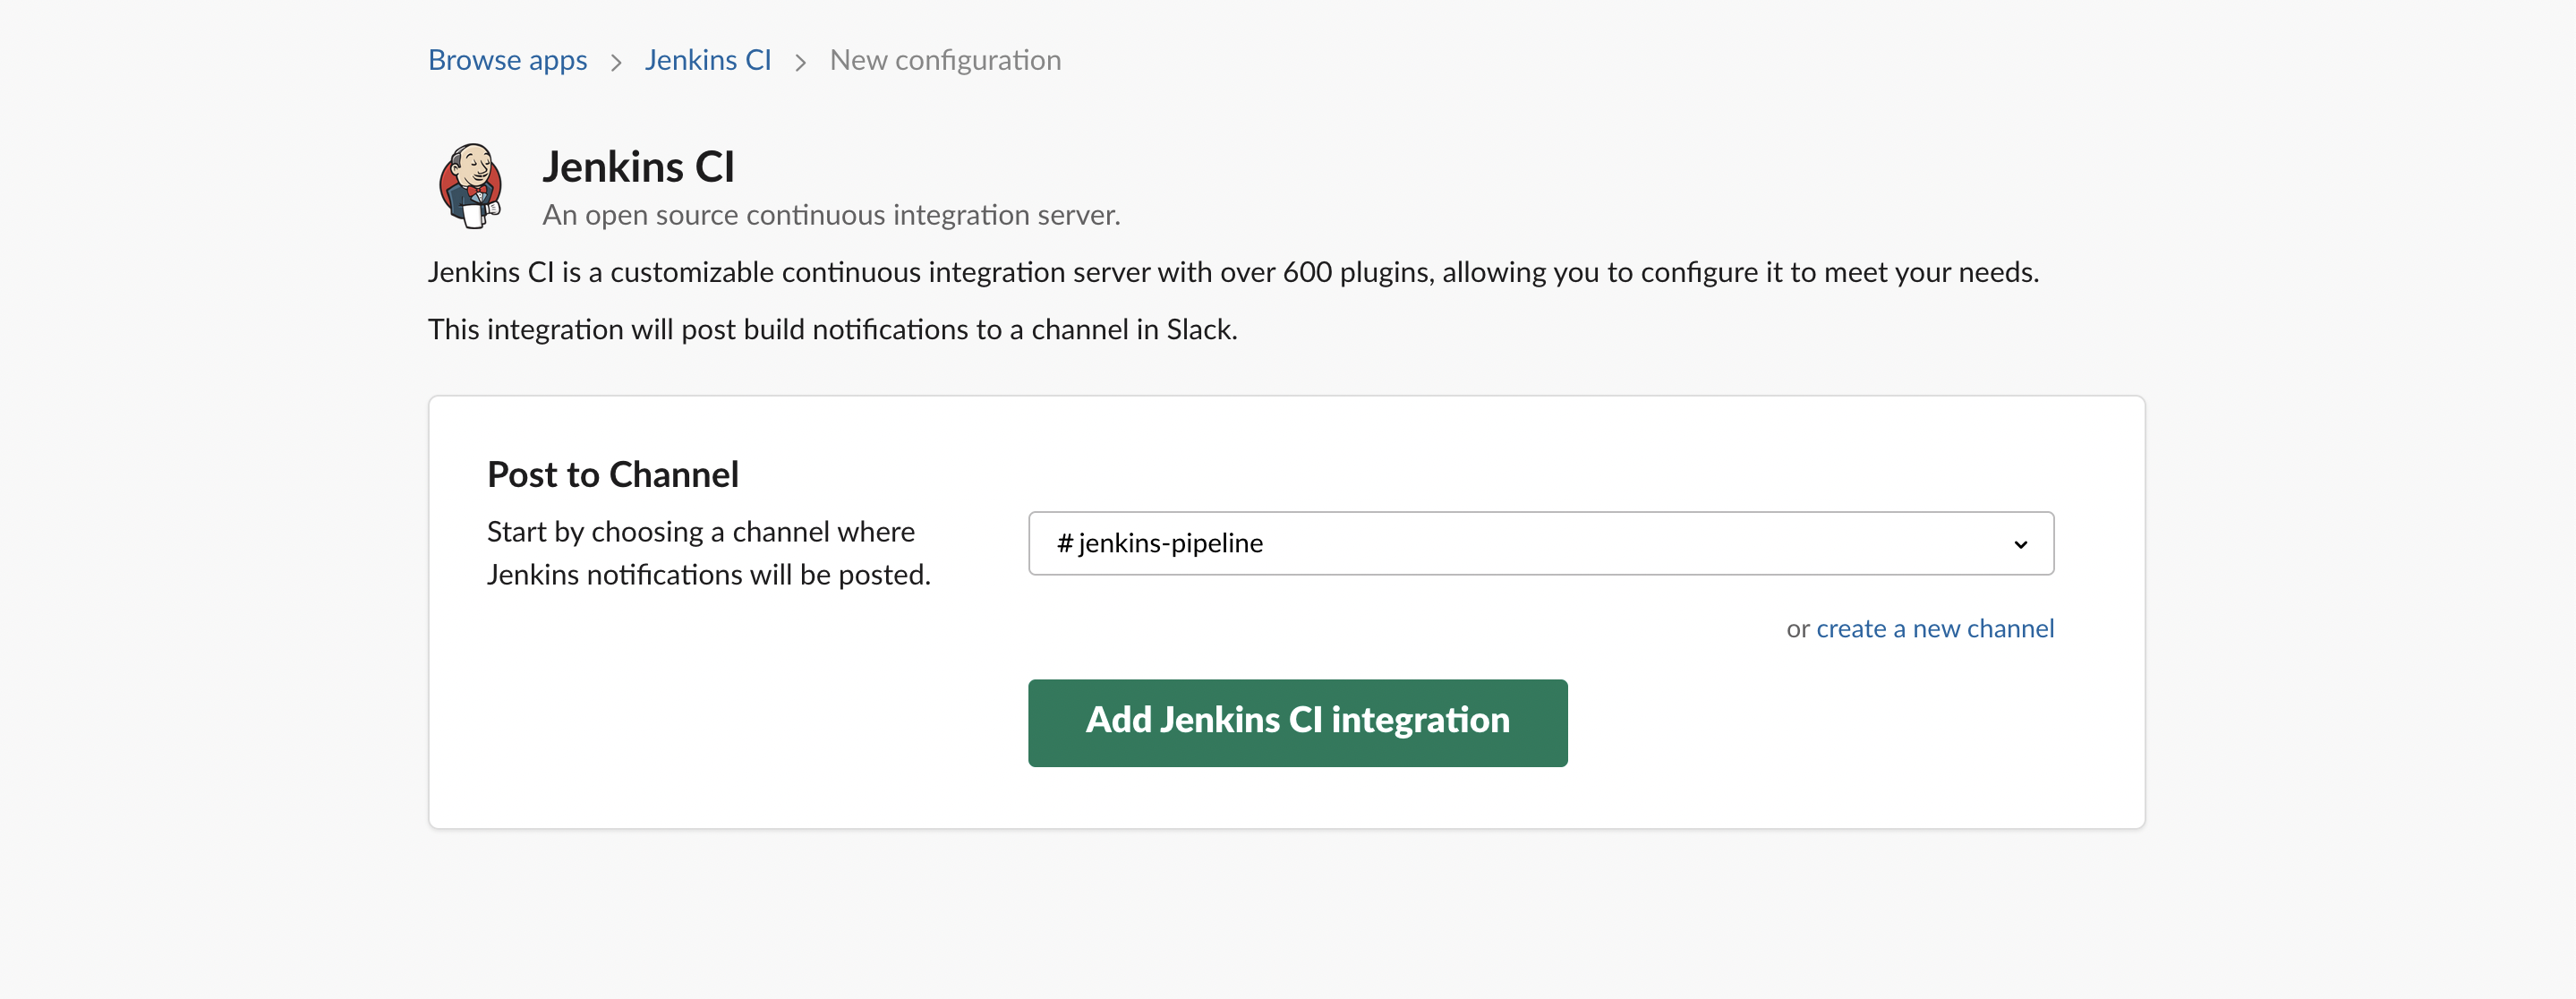 Browse apps > Jenkins CI > New configuration
Jenkins CI
An open source continuous integration server.
Jenkins CI is a customizable continuous integration server with over 600 plugins, allowing you to configure it to meet your needs.
This integration will post build notifications to a channel in Slack.
Post to Channel
Start by choosing a channel where
Jenkins notifications will be posted.
# jenkins-pipeline
or create a new channel
Add Jenkins CI integration